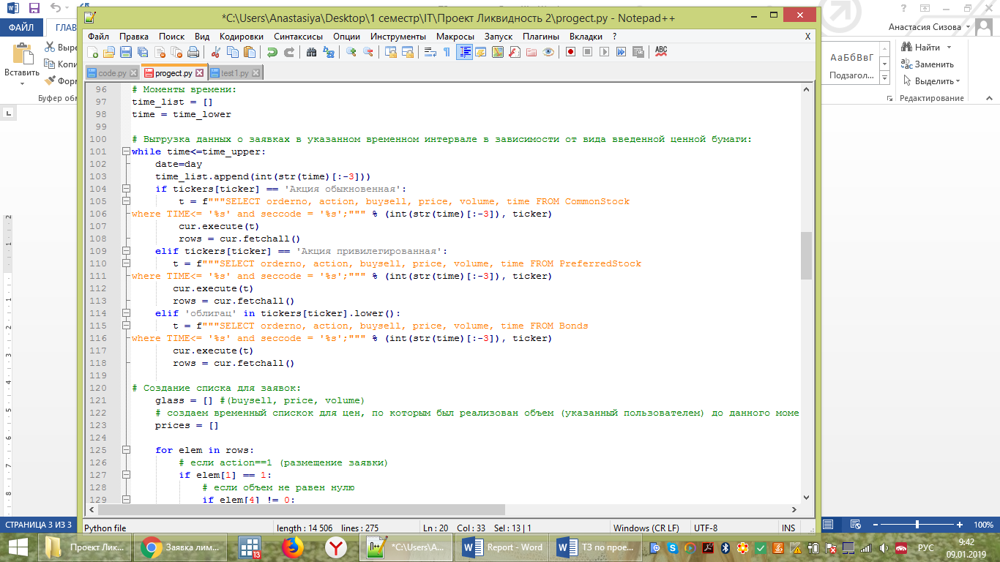 *C:\Users\Anastasiya\Desktop\1 семестр\IT\Проект Ликвидность 2\progect.py - Notepad++
ФАЙЛ
ГЛАВ
Анастасия Сизова
Файл Правка Поиск Вид Кодировки Синтаксисы Опции Инструменты Макросы Запуск Плагины Вкладки ? X
Вставить
Выре
Копи
Форм
Буфер обм
code.py progect.py test1.py
АаБбВвГ
Подзагол...
Найти
Заменить
Выделить
Редактирование
96 # Моменты времени:
97 time_list = []
98 time = time_lower
99
100 # Выгрузка данных о заявках в указанном временном интервале в зависимости от вида введенной ценной бумаги:
101 while time<=time_upper:
102 date=day
103 time_list.append(int(str(time)[:-3]))
104 if tickers[ticker] == 'Акция обыкновенная':
105 t = f"""SELECT orderno, action, buysell, price, volume, time FROM CommonStock
106 where TIME<= '%s' and seccode = '%s';""" % (int(str(time)[:-3]), ticker)
107 cur.execute(t)
108 rows = cur.fetchall()
109 elif tickers[ticker] == 'Акция привилегированная':
110 t = f"""SELECT orderno, action, buysell, price, volume, time FROM PreferredStock
111 where TIME<= '%s' and seccode = '%s';""" % (int(str(time)[:-3]), ticker)
112 cur.execute(t)
113 rows = cur.fetchall()
114 elif 'облигац' in tickers[ticker].lower():
115 t = f"""SELECT orderno, action, buysell, price, volume, time FROM Bonds
116 where TIME<= '%s' and seccode = '%s';""" % (int(str(time)[:-3]), ticker)
117 cur.execute(t)
118 rows = cur.fetchall()
119
120 # Создание списка для заявок:
121 glass = [] #(buysell, price, volume)
122 # создаем временный спискок для цен, по которым был реализован объем (указанный пользователем) до данного моме
123 prices = []
124
125 for elem in rows:
126 # если action==1 (размещение заявки)
127 if elem[1] == 1:
128 # если объем не равен нулю
129 if elem[4] != 0:
Python file length : 14 506 lines : 275 Ln : 20 Col : 33 Sel : 13 | 1 Windows (CR LF) UTF-8 INS
СТРАНИЦА 3 ИЗ 3
100%
Проект Лик... Заявка лим... 13 *C:\Users\A... Report - Word ТЗ по прое... РУС
9:42
09.01.2019